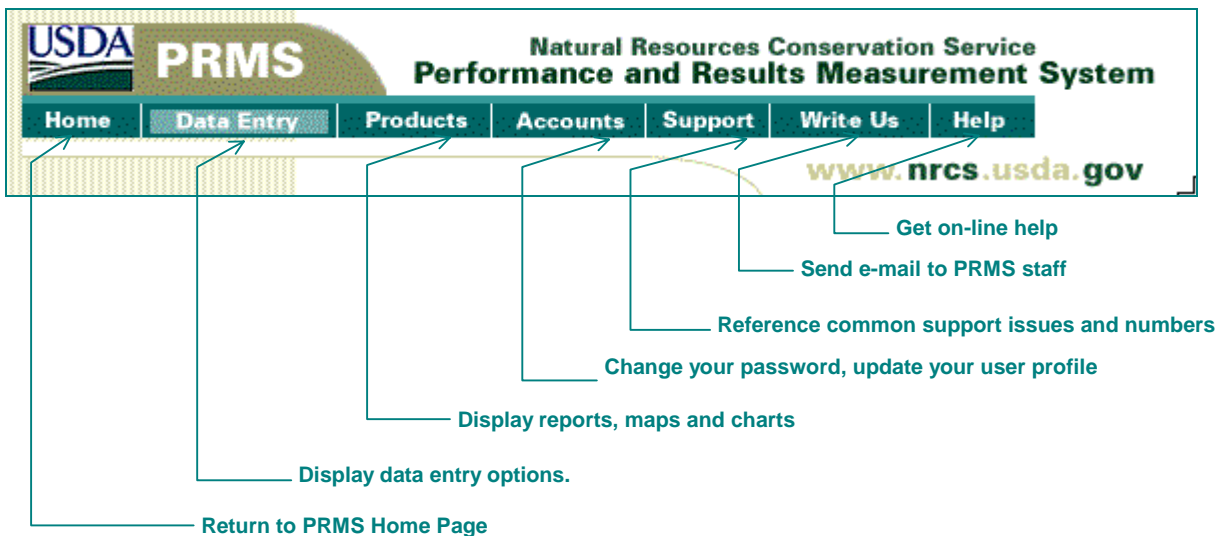 USDA
PRMS
Natural Resources Conservation Service
Performance and Results Measurement System
Home Data Entry Products Accounts Support Write Us Help
www.nrcs.usda.gov
Get on-line help
Send e-mail to PRMS staff
Reference common support issues and numbers
Change your password, update your user profile
Display reports, maps and charts
Display data entry options.
Return to PRMS Home Page